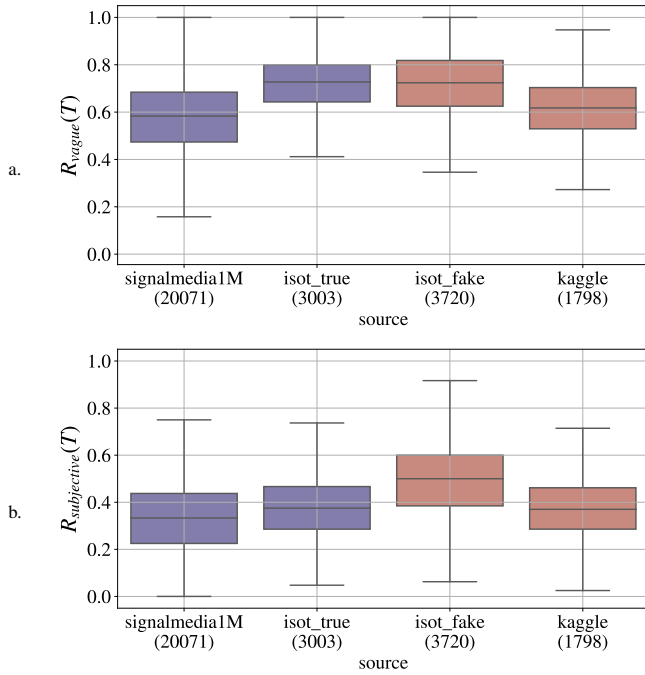 a.
R_vague(T)
1.0
0.8
0.6
0.4
0.2
0.0
signalmedia1M isot_true isot_fake kaggle
(20071) (3003) (3720) (1798)
source
b.
R_subjective(T)
1.0
0.8
0.6
0.4
0.2
0.0
signalmedia1M isot_true isot_fake kaggle
(20071) (3003) (3720) (1798)
source